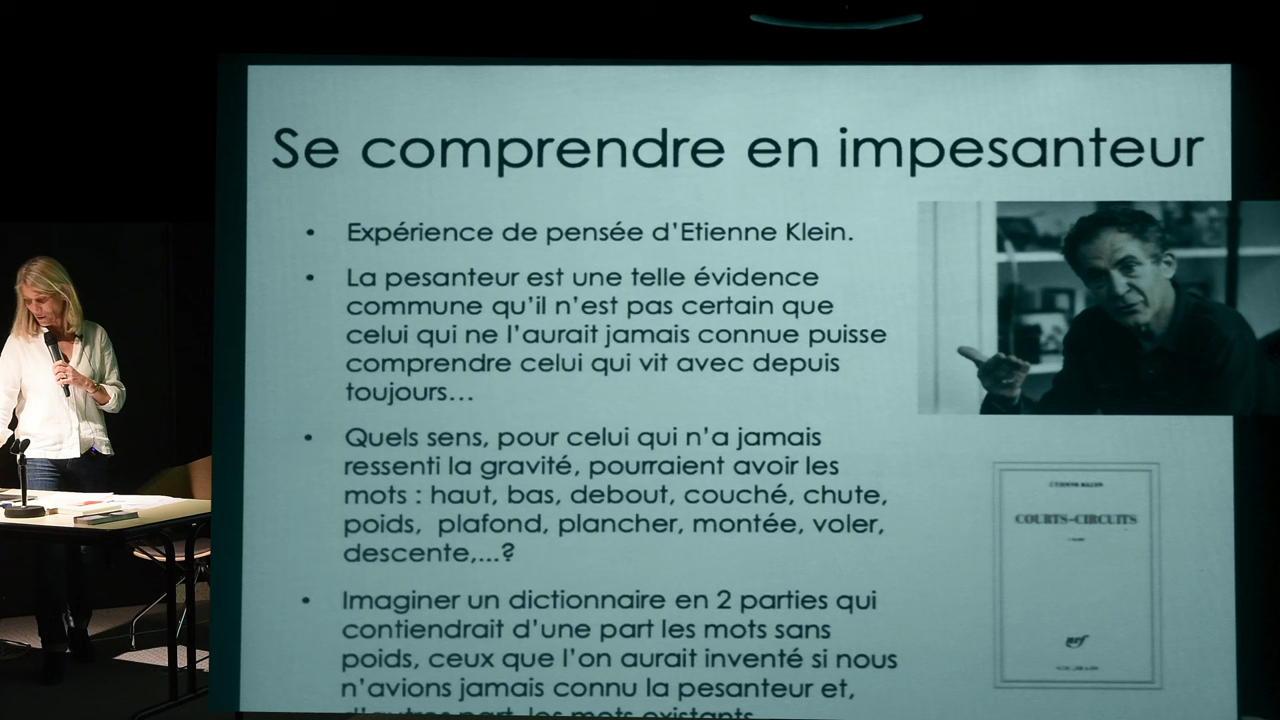 Se comprendre en impesanteur
• Expérience de pensée d'Etienne Klein.
• La pesanteur est une telle évidence
commune qu'il n'est pas certain que
celui qui ne l'aurait jamais connue puisse
comprendre celui qui vit avec depuis
toujours...
• Quels sens, pour celui qui n'a jamais
ressenti la gravité, pourraient avoir les
mots : haut, bas, debout, couché, chute,
poids, plafond, plancher, montée, voler,
descente,...?
• Imaginer un dictionnaire en 2 parties qui
contiendrait d'une part les mots sans
poids, ceux que l'on aurait inventé si nous
n'avions jamais connu la pesanteur et,
d'autres part, les mots existants
ÉTIENNE KLEIN
COURTS-CIRCUITS
nrf